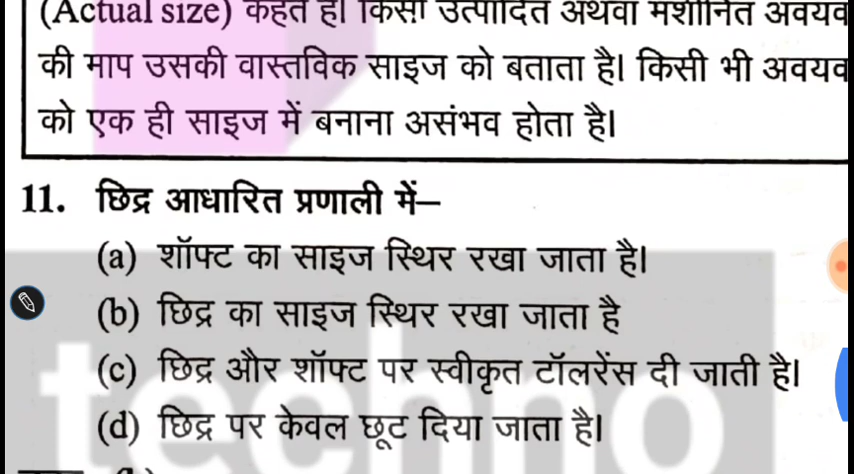 (Actual size) कहते हैं। किसी उत्पादित अथवा मशीनित अवयव
की माप उसकी वास्तविक साइज को बताता है। किसी भी अवयव
को एक ही साइज में बनाना असंभव होता है।
11. छिद्र आधारित प्रणाली में–
(a) शॉफ्ट का साइज स्थिर रखा जाता है।
(b) छिद्र का साइज स्थिर रखा जाता है
(c) छिद्र और शॉफ्ट पर स्वीकृत टॉलरेंस दी जाती है।
(d) छिद्र पर केवल छूट दिया जाता है।
techno